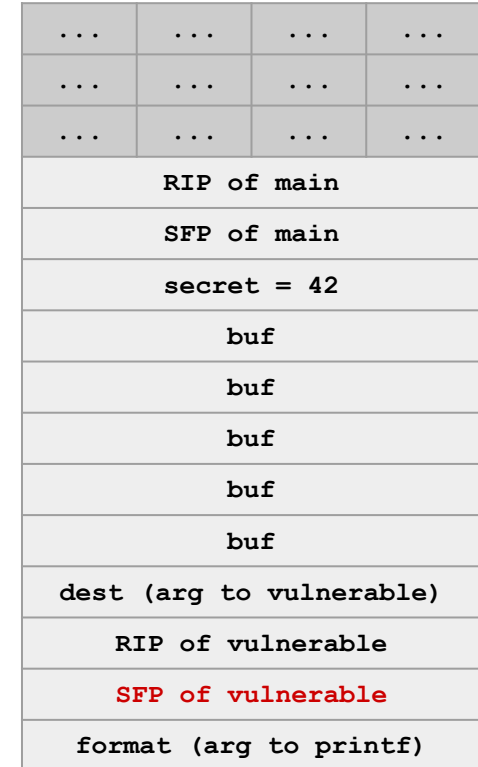 ... ... ... ...
... ... ... ...
... ... ... ...
RIP of main
SFP of main
secret = 42
buf
buf
buf
buf
buf
dest (arg to vulnerable)
RIP of vulnerable
SFP of vulnerable
format (arg to printf)